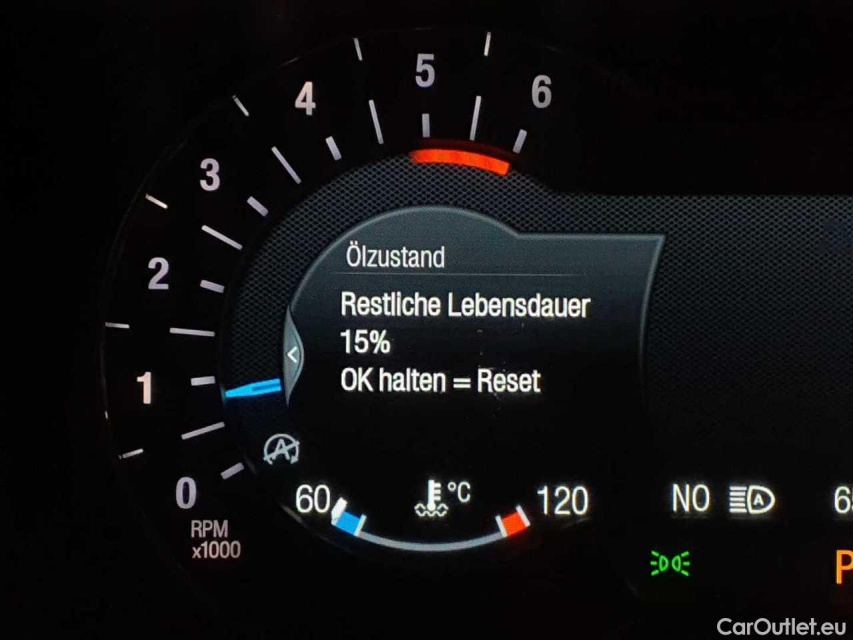 5
4
6
3
2
1
0
RPM
x1000
Ölzustand
Restliche Lebensdauer
15%
OK halten = Reset
60
°C
120
NO
A
P
CarOutlet.eu